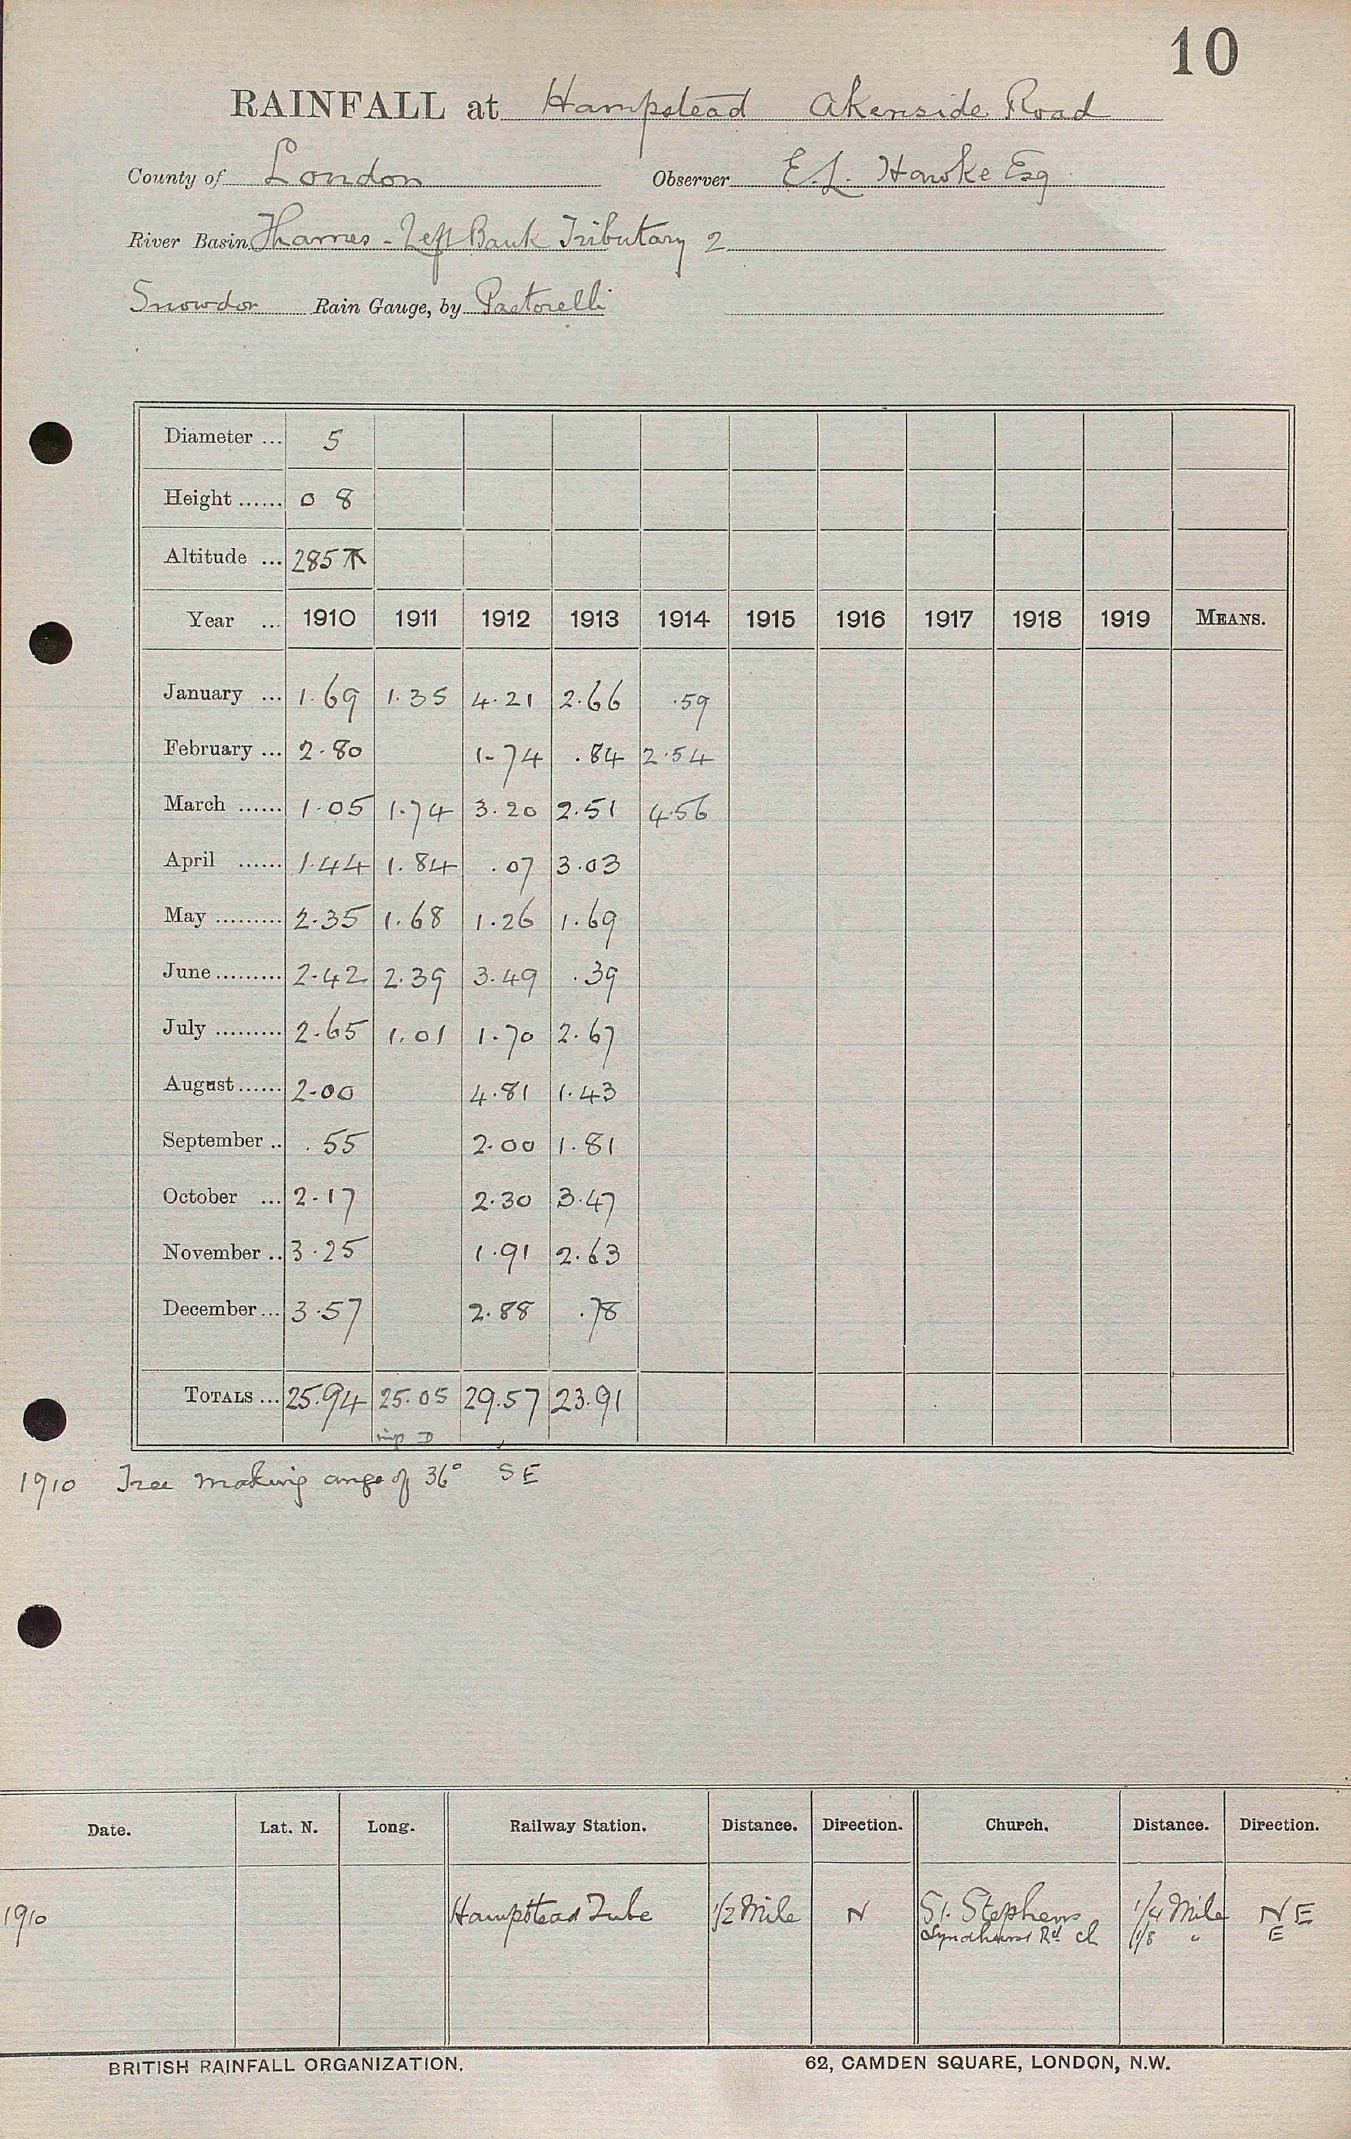 10
RAINFALL at Hampstead Akenside Road
County of London Observer E.L. Hawke Esq
River Basin Thames - Left Bank Tributary 2
Snowdon Rain Gauge, by Pastorelli
Diameter ... 5
Height ...... 0 8
Altitude ... 285
Year ... 1910 1911 1912 1913 1914 1915 1916 1917 1918 1919 MEANS.
January ... 1.69 1.35 4.21 2.66 .59
February ... 2.80 1.74 .84 2.54
March ...... 1.05 1.74 3.20 2.51 4.56
April ...... 1.44 1.84 .07 3.03
May ......... 2.35 1.68 1.26 1.69
June ......... 2.42 2.39 3.49 .39
July ......... 2.65 1.01 1.70 2.67
August ...... 2.00 4.81 1.43
September .. .55 2.00 1.81
October ... 2.17 2.30 3.47
November .. 3.25 1.91 2.63
December ... 3.57 2.88 .78
TOTALS ... 25.94 25.05 29.57 23.91
D
1910 Tree making angle of 36° SE
Date. Lat. N. Long. Railway Station. Distance. Direction. Church. Distance. Direction.
1910 Hampstead Tube 1/2 Mile N St. Stephens 1/4 Mile NE
Lyndhurst Rd Ch 1/8 " E
BRITISH RAINFALL ORGANIZATION. 62, CAMDEN SQUARE, LONDON, N.W.